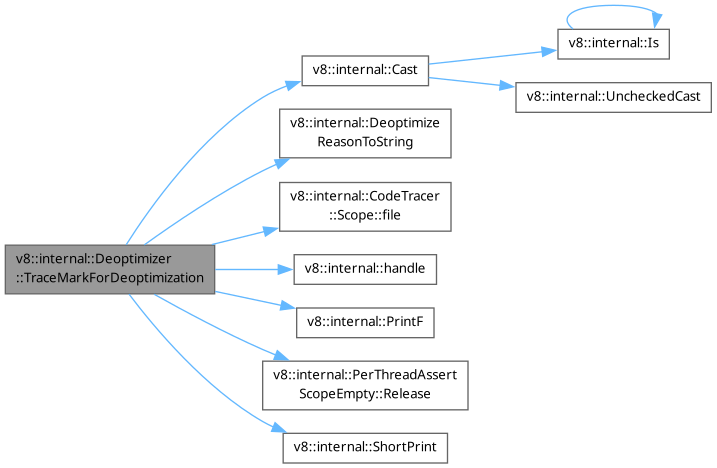 v8::internal::Is
v8::internal::Cast
v8::internal::UncheckedCast
v8::internal::Deoptimize
ReasonToString
v8::internal::CodeTracer
::Scope::file
v8::internal::Deoptimizer
::TraceMarkForDeoptimization
v8::internal::handle
v8::internal::PrintF
v8::internal::PerThreadAssert
ScopeEmpty::Release
v8::internal::ShortPrint